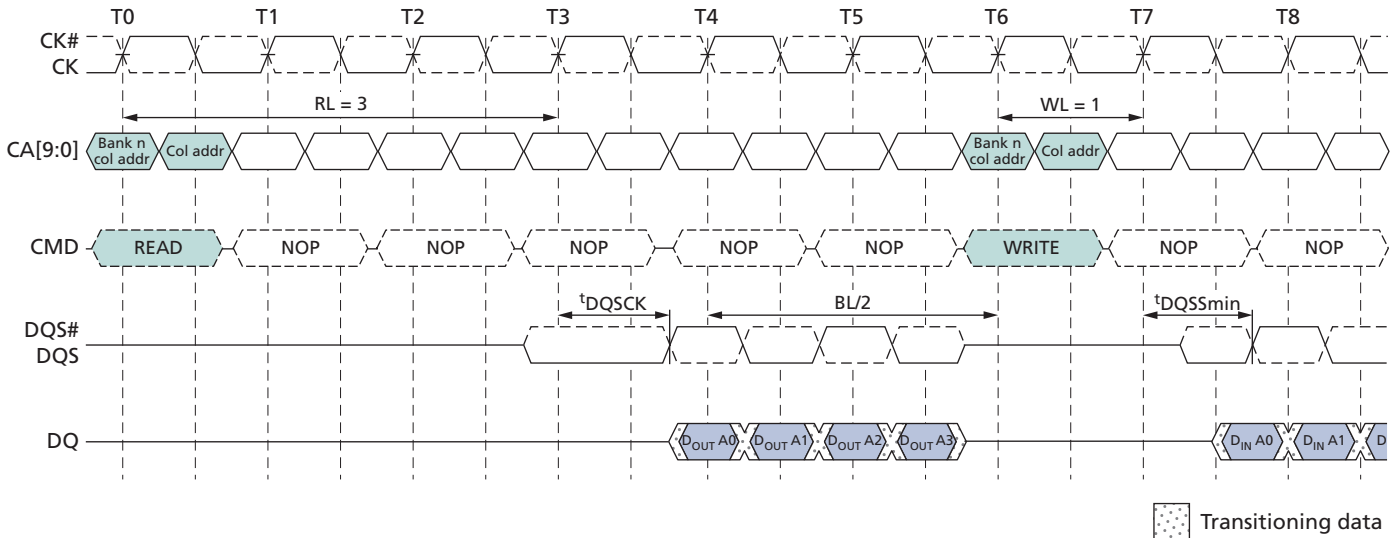 T0 T1 T2 T3 T4 T5 T6 T7 T8
CK#
CK
RL = 3 WL = 1
CA[9:0] Bank n col addr Col addr Bank n col addr Col addr
CMD READ NOP NOP NOP NOP NOP WRITE NOP NOP
tDQSCK BL/2 tDQSSmin
DQS#
DQS
DQ DOUT A0 DOUT A1 DOUT A2 DOUT A3 DIN A0 DIN A1 D
Transitioning data